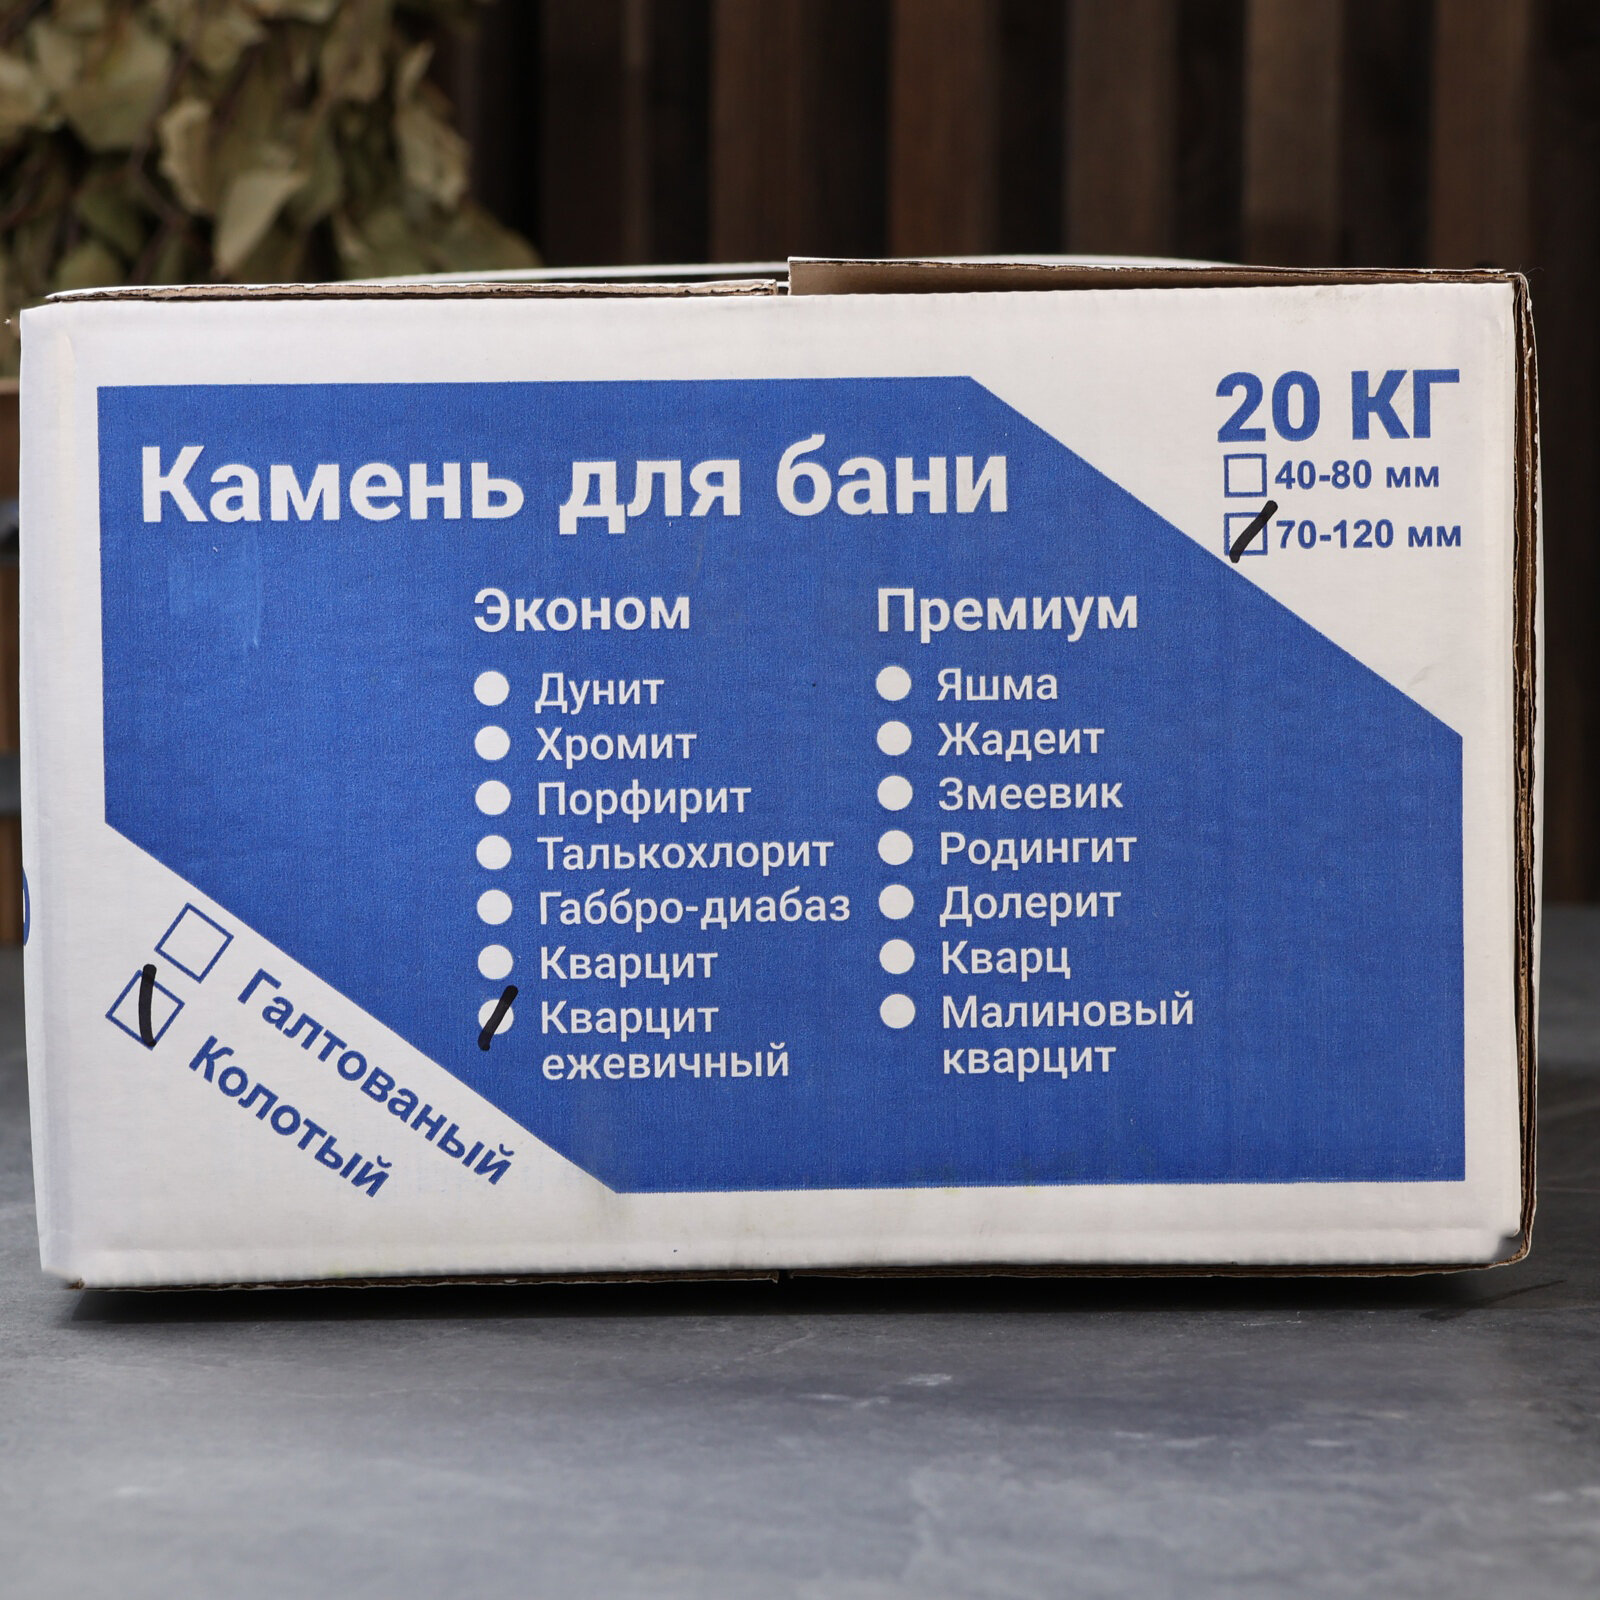 20 КГ
40-80 мм
70-120 мм
Камень для бани
Эконом
Дунит
Хромит
Порфирит
Талькохлорит
Габбро-диабаз
Кварцит
Кварцит
ежевичный
Премиум
Яшма
Жадеит
Змеевик
Родингит
Долерит
Кварц
Малиновый
кварцит
Галтованый
Колотый